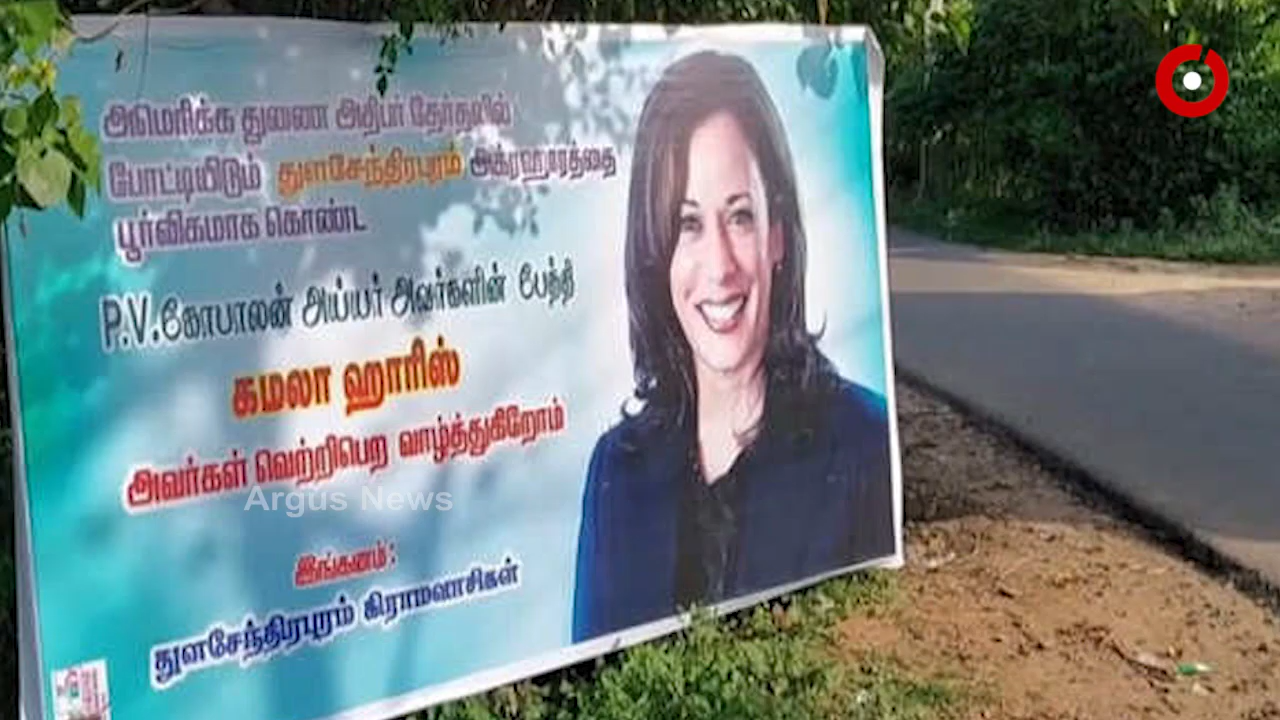 அமெரிக்க துணை அதிபர் தேர்தலில்
போட்டியிடும் துளசேந்திரபுரம் அக்ரஹாரத்தை
பூர்விகமாக கொண்ட
P.V.கோபாலன் அய்யர் அவர்களின் பேத்தி
கமலா ஹாரிஸ்
அவர்கள் வெற்றிபெற வாழ்த்துகிறோம்
Argus News
இங்கனம்:
துளசேந்திரபுரம் கிராமவாசிகள்